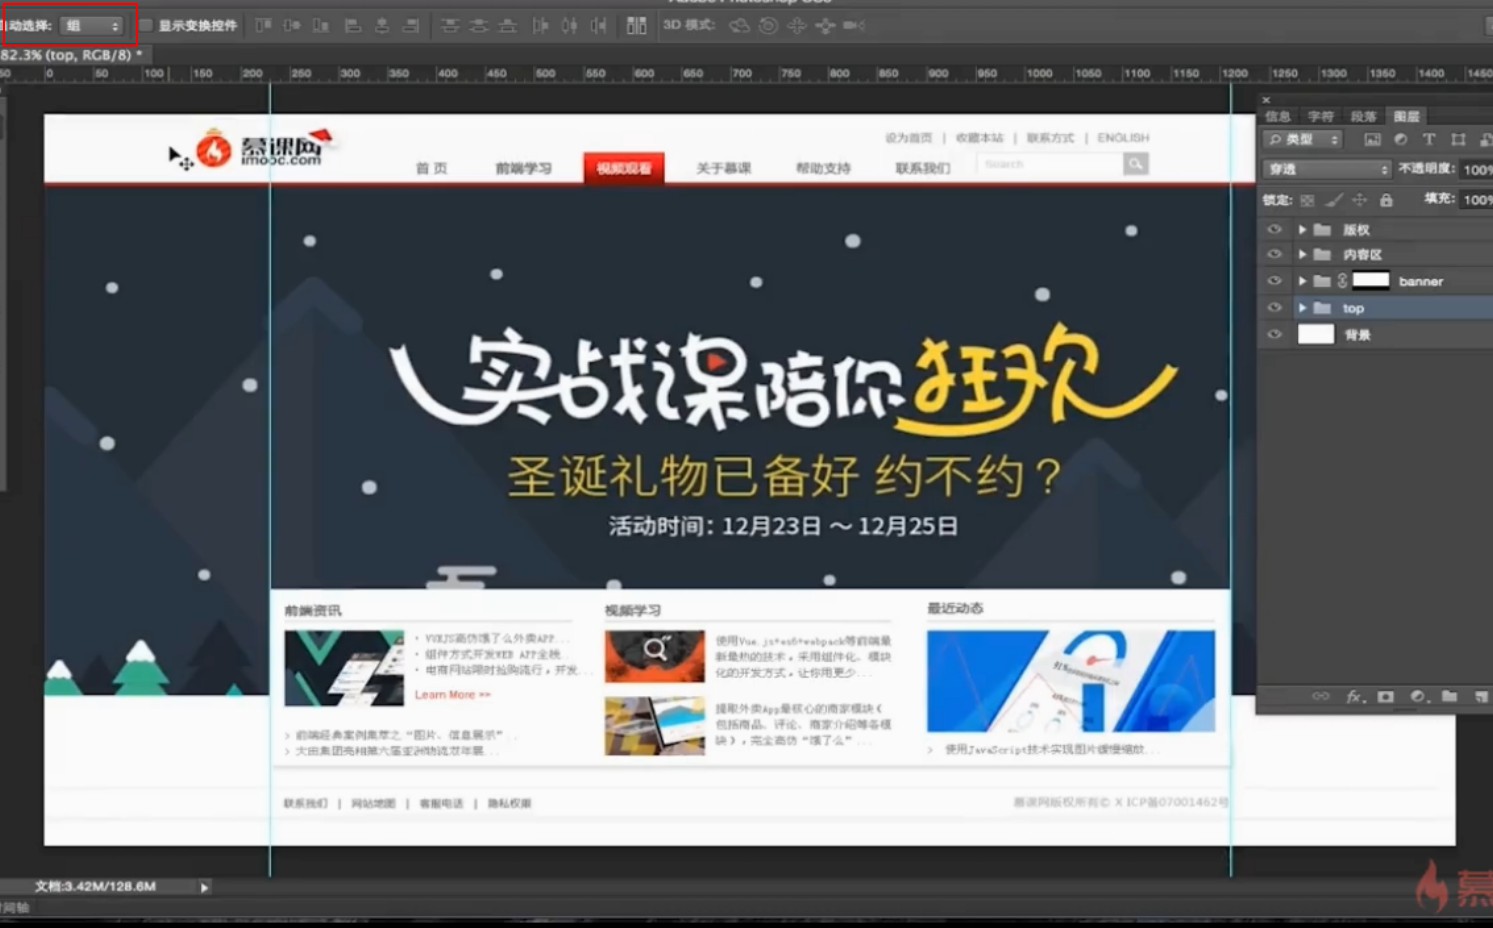 自动选择: 组 显示变换控件 3D 模式:
82.3% (top, RGB/8) *
0 50 100 150 200 250 300 350 400 450 500 550 600 650 700 750 800 850 900 950 1000 1050 1100 1150 1200 1250 1300 1350 1400 1450
信息 字符 段落 图层
类型
穿透 不透明度: 100%
锁定: 填充: 100%
版权
内容区
banner
top
背景
慕课网
imooc.com
设为首页 | 收藏本站 | 联系方式 | ENGLISH
首页 前端学习 视频观看 关于慕课 帮助支持 联系我们 Search
实战课陪你狂欢
圣诞礼物已备好 约不约？
活动时间：12月23日 ～ 12月25日
前端资讯
· VUEJS高仿饿了么外卖APP...
· 组件方式开发WEB APP全栈...
· 电商网站限时抢购流行，开发...
Learn More >>
> 前端经典案例集萃之“图片、信息展示”
视频学习
使用Vue.js+es6+webpack等前端最
新最热的技术，采用组件化、模块
化的开发方式，让你用更少...
提取外卖App最核心的商家模块（
包括商品、评论、商家介绍等各模
块），完全高仿“饿了么”...
最近动态
> 使用JavaScript技术实现图片缓慢缩放...
联系我们 | 网站地图 | 客服电话 | 隐私权限
慕课网版权所有© X ICP备07001462号
文档:3.42M/128.6M
时间轴
慕